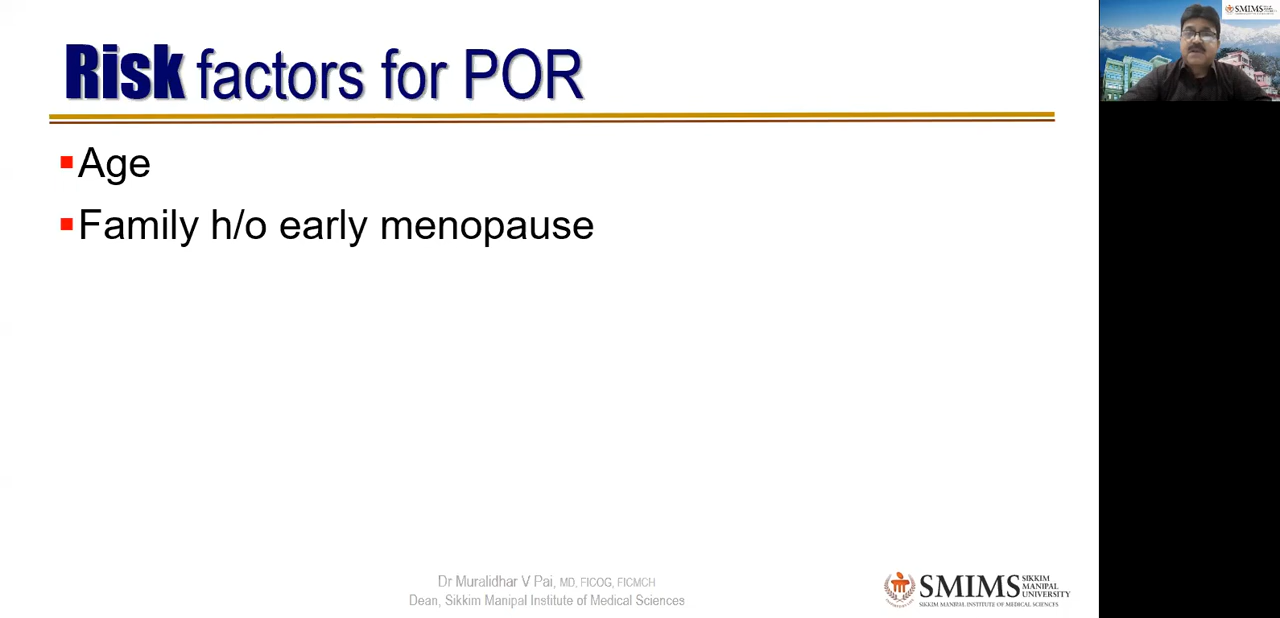 Risk factors for POR
Age
Family h/o early menopause
Dr Muralidhar V Pai, MD, FICOG, FICMCH
Dean, Sikkim Manipal Institute of Medical Sciences
SMIMS
SIKKIM
MANIPAL
UNIVERSITY
SIKKIM MANIPAL INSTITUTE OF MEDICAL SCIENCES
SMIMS